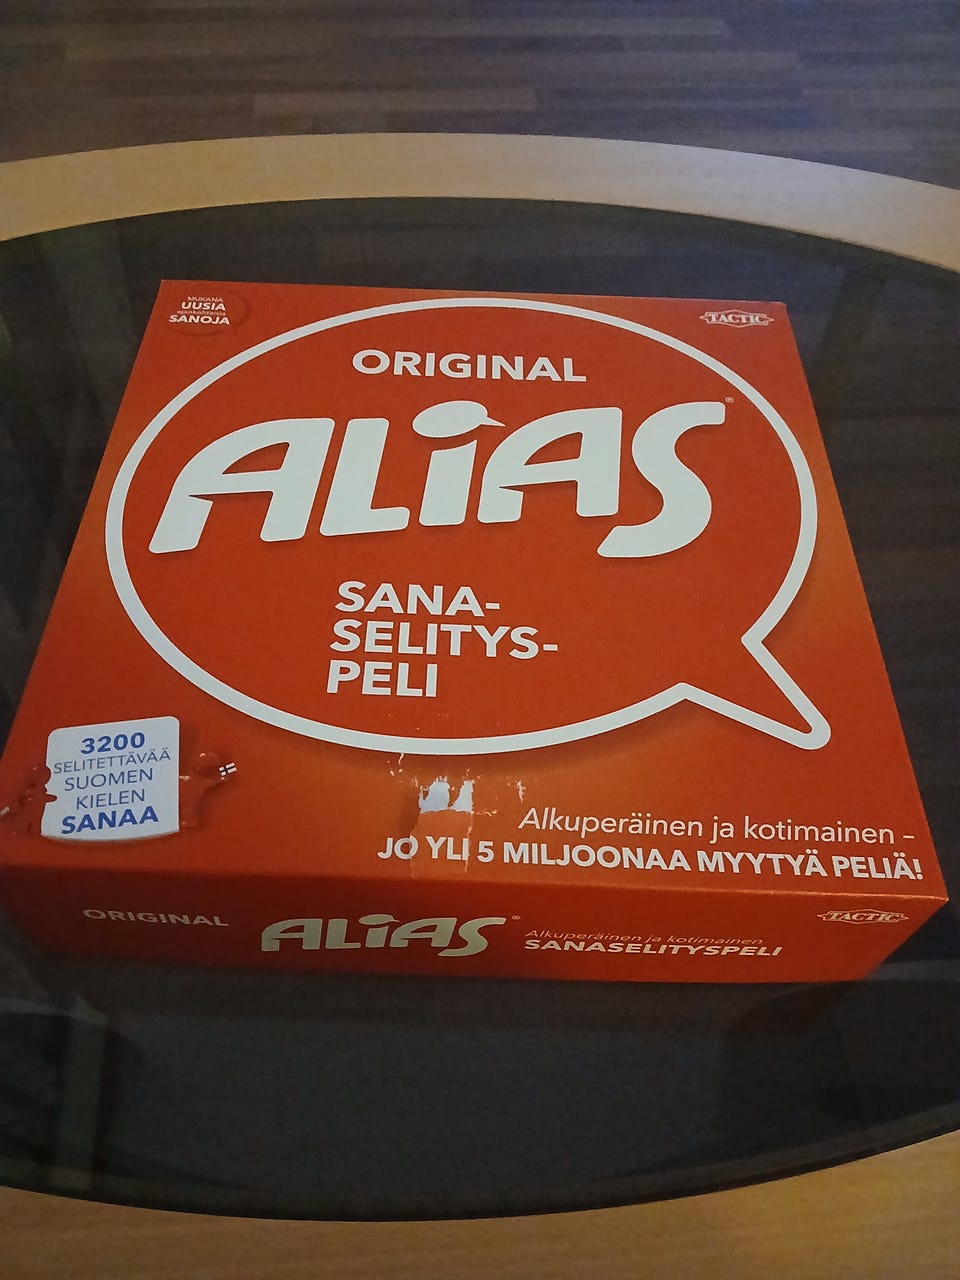 MUKANA
UUSIA
ajankohtaisia
SANOJA
TACTIC
ORIGINAL
ALiAS®
SANA-
SELITYS-
PELI
3200
SELITETTÄVÄÄ
SUOMEN
KIELEN
SANAA
Alkuperäinen ja kotimainen –
JO YLI 5 MILJOONAA MYYTYÄ PELIÄ!
ORIGINAL
ALiAS®
Alkuperäinen ja kotimainen
SANASELITYSPELI
TACTIC